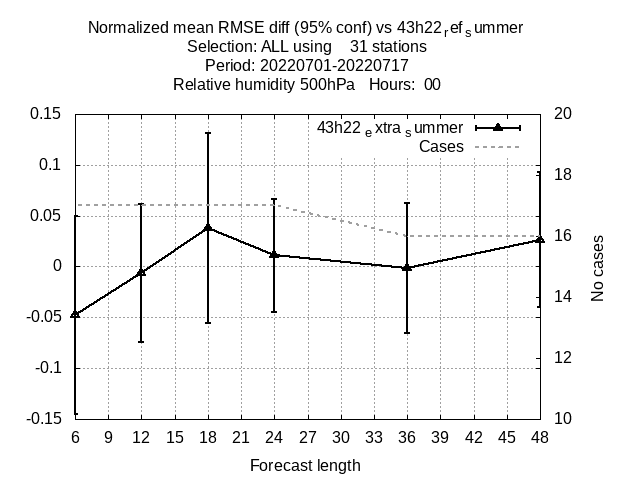 Normalized mean RMSE diff (95% conf) vs 43h22refsummer
Selection: ALL using    31 stations
Period: 20220701-20220717
Relative humidity 500hPa   Hours:  00
43h22extrasummer
Cases
0.15
0.1
0.05
0
-0.05
-0.1
-0.15
20
18
16
14
12
10
No cases
6 9 12 15 18 21 24 27 30 33 36 39 42 45 48
Forecast length